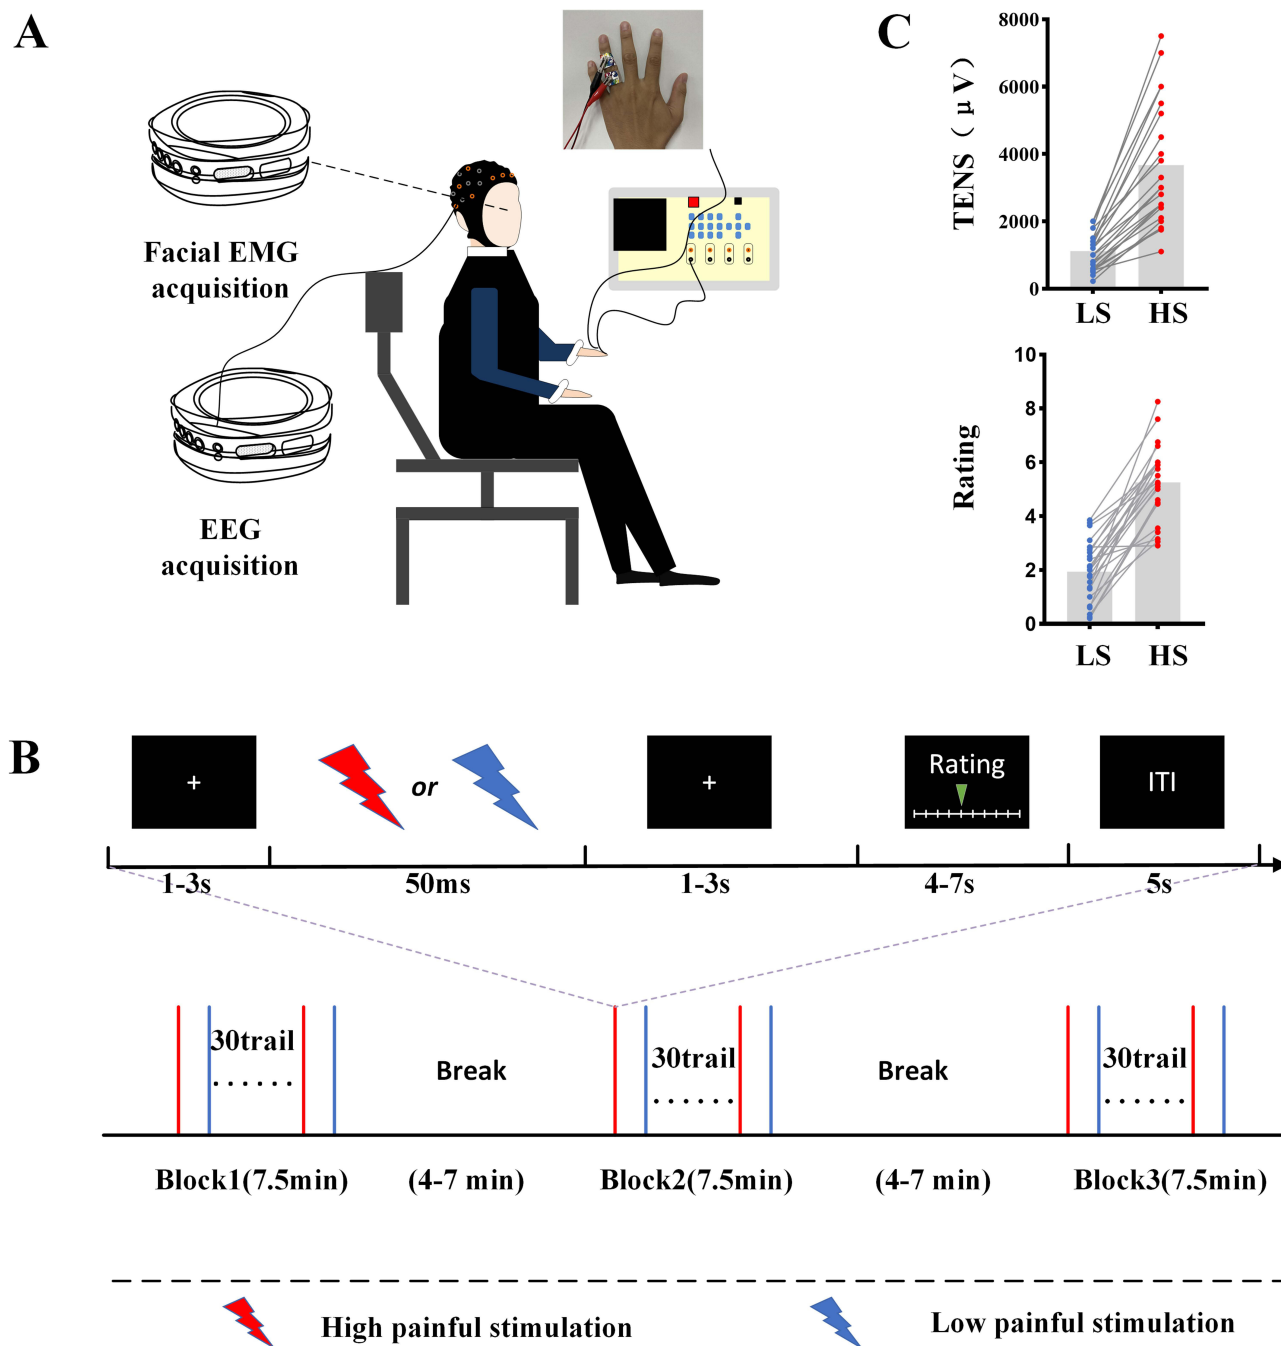 A
Facial EMG
acquisition
EEG
acquisition
C
TENS ( μV)
8000
6000
4000
2000
0
LS HS
Rating
10
8
6
4
2
0
LS HS
B
+
or
+
Rating
ITI
1-3s 50ms 1-3s 4-7s 5s
30trail
......
Break
30trail
......
Break
30trail
......
Block1(7.5min) (4-7 min) Block2(7.5min) (4-7 min) Block3(7.5min)
High painful stimulation
Low painful stimulation